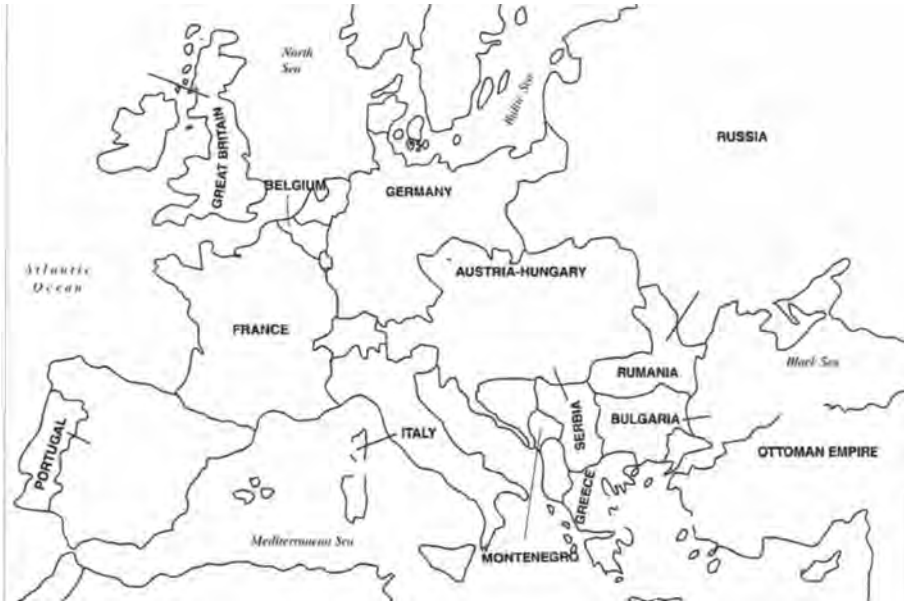 North
Sea
Baltic Sea
RUSSIA
GREAT BRITAIN
BELGIUM
GERMANY
Atlantic
Ocean
AUSTRIA-HUNGARY
FRANCE
Black Sea
RUMANIA
SERBIA
BULGARIA
PORTUGAL
ITALY
OTTOMAN EMPIRE
GREECE
Mediterranean Sea
MONTENEGRO